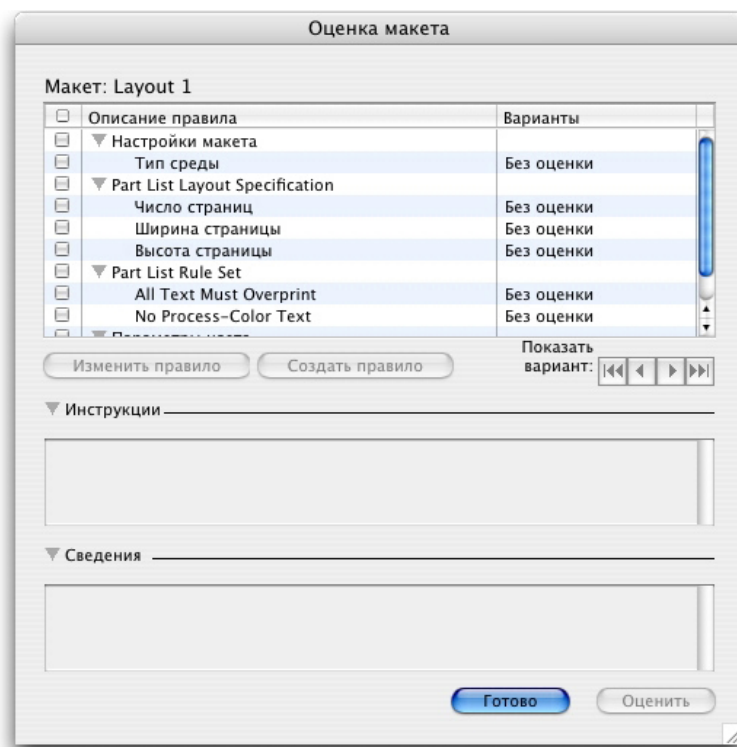 Оценка макета
Макет: Layout 1
Описание правила Варианты
Настройки макета
Тип среды Без оценки
Part List Layout Specification
Число страниц Без оценки
Ширина страницы Без оценки
Высота страницы Без оценки
Part List Rule Set
All Text Must Overprint Без оценки
No Process-Color Text Без оценки
Показать
Изменить правило Создать правило вариант:
Инструкции
Сведения
Готово Оценить